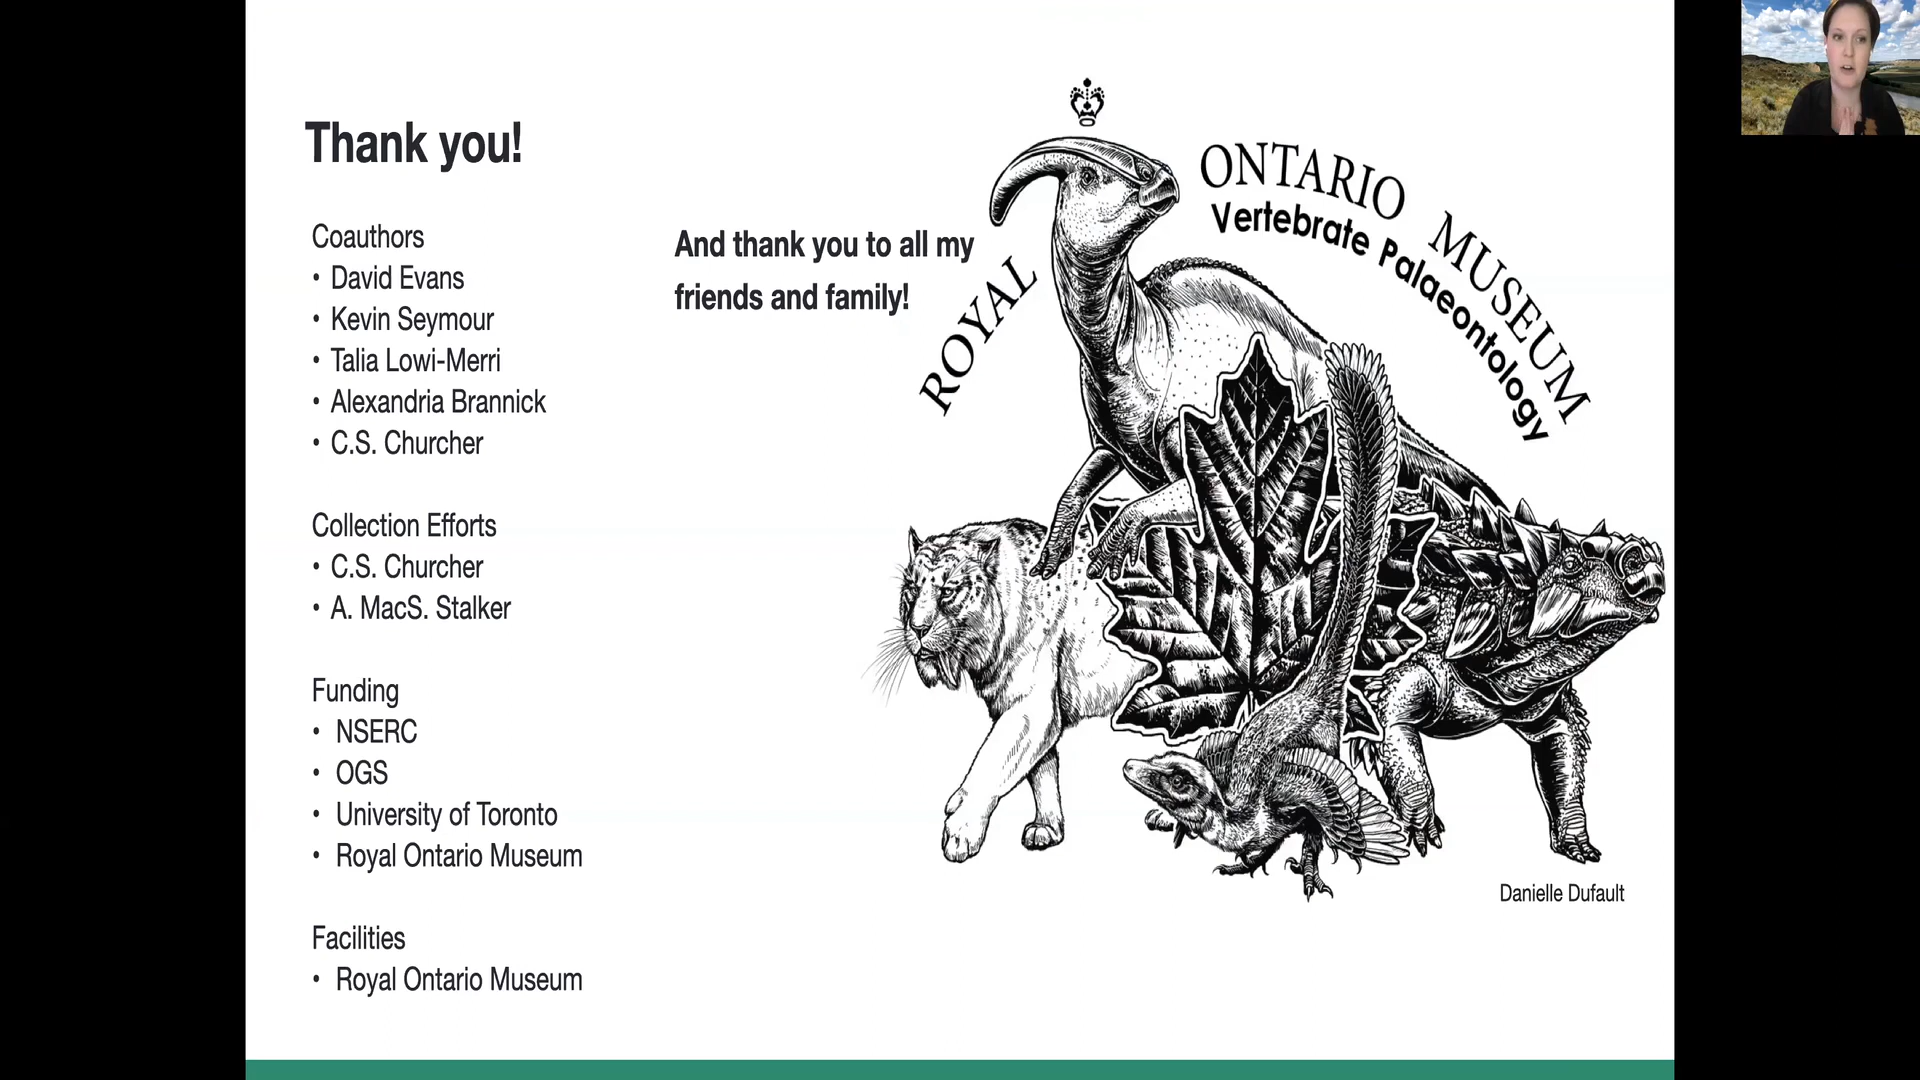 Thank you!
Coauthors
• David Evans
• Kevin Seymour
• Talia Lowi-Merri
• Alexandria Brannick
• C.S. Churcher
Collection Efforts
• C.S. Churcher
• A. MacS. Stalker
Funding
• NSERC
• OGS
• University of Toronto
• Royal Ontario Museum
Facilities
• Royal Ontario Museum
And thank you to all my
friends and family!
ROYAL ONTARIO MUSEUM
Vertebrate Palaeontology
Danielle Dufault